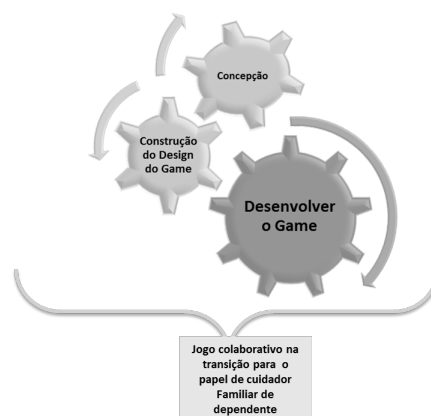 Concepção
Construção
do Design
do Game
Desenvolver
o Game
Jogo colaborativo na
transição para o
papel de cuidador
Familiar de
dependente